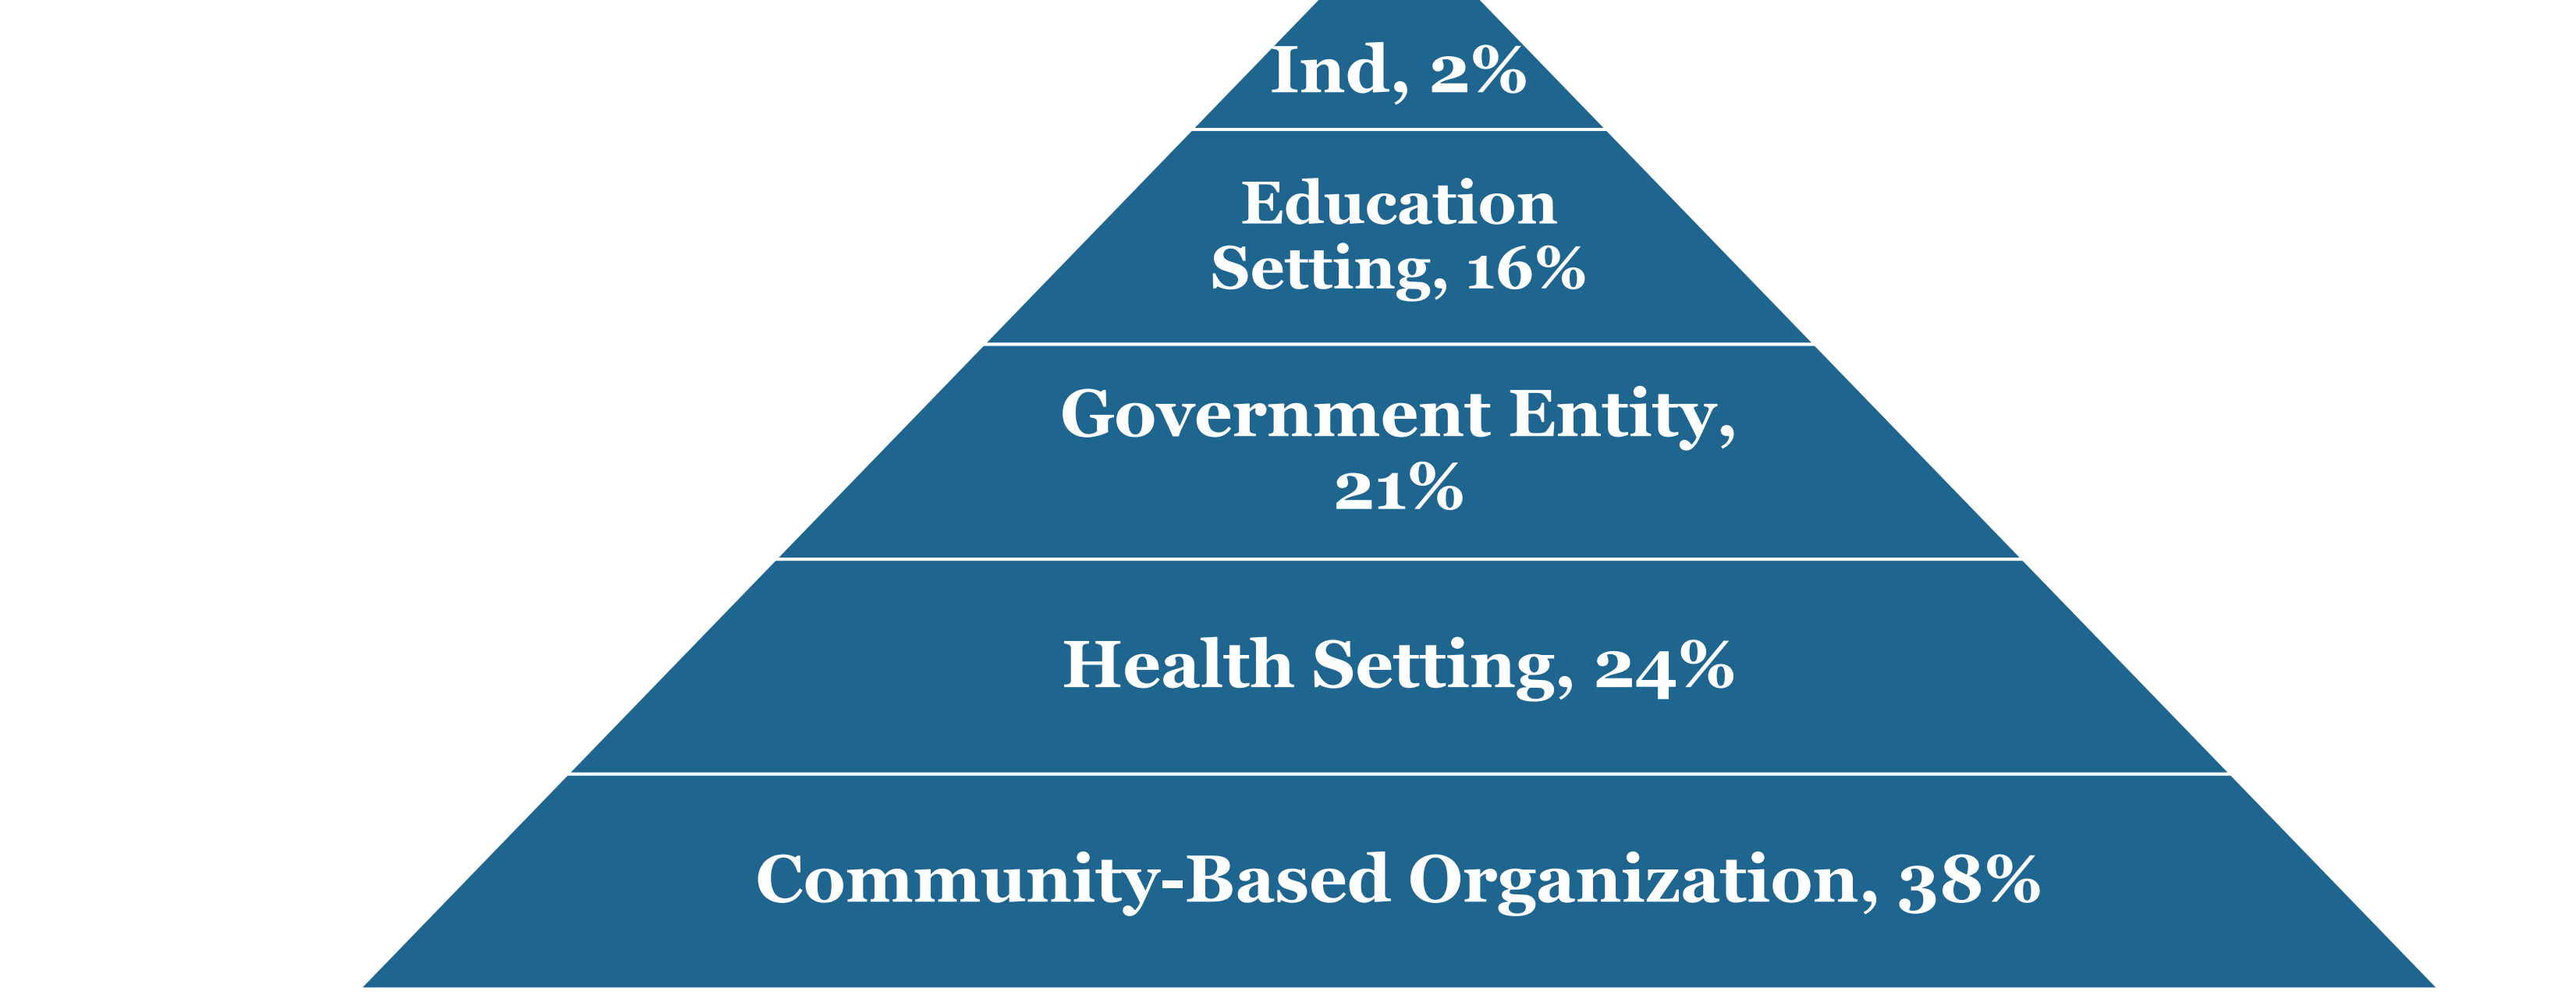 Ind, 2%
Education
Setting, 16%
Government Entity,
21%
Health Setting, 24%
Community-Based Organization, 38%